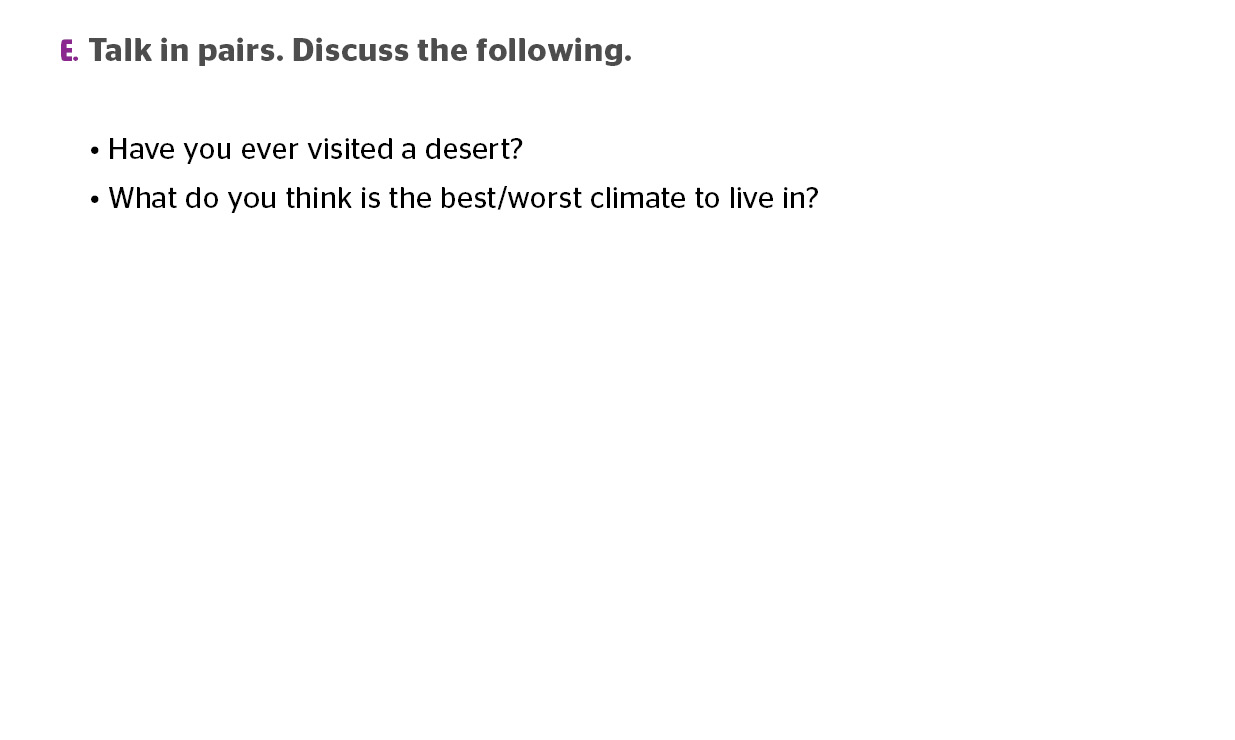 E. Talk in pairs. Discuss the following.
• Have you ever visited a desert?
• What do you think is the best/worst climate to live in?